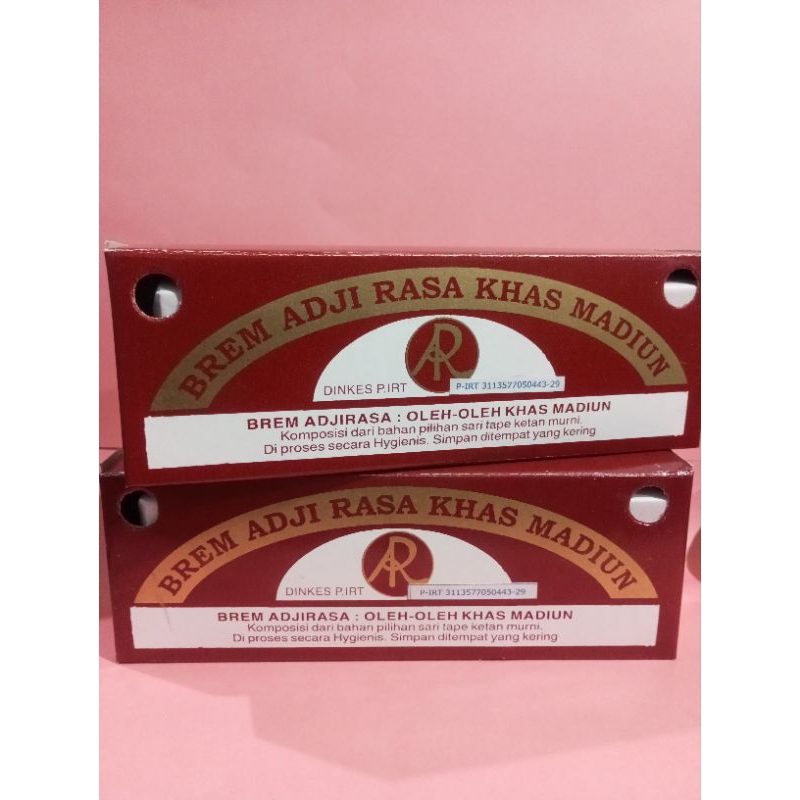 BREM ADJI RASA KHAS MADIUN
AR
DINKES P.IRT P-IRT 3113577050443-29
BREM ADJIRASA : OLEH-OLEH KHAS MADIUN
Komposisi dari bahan pilihan sari tape ketan murni.
Di proses secara Hygienis. Simpan ditempat yang kering
BREM ADJI RASA KHAS MADIUN
AR
DINKES P.IRT P-IRT 3113577050443-29
BREM ADJIRASA : OLEH-OLEH KHAS MADIUN
Komposisi dari bahan pilihan sari tape ketan murni.
Di proses secara Hygienis. Simpan ditempat yang kering